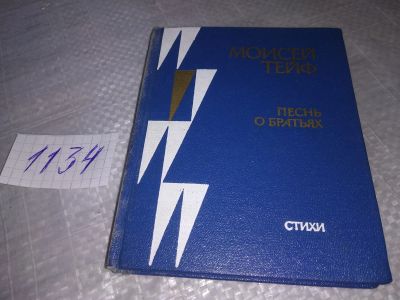 МОИСЕЙ
ТЕЙФ
ПЕСНЬ
О БРАТЬЯХ
СТИХИ
1134